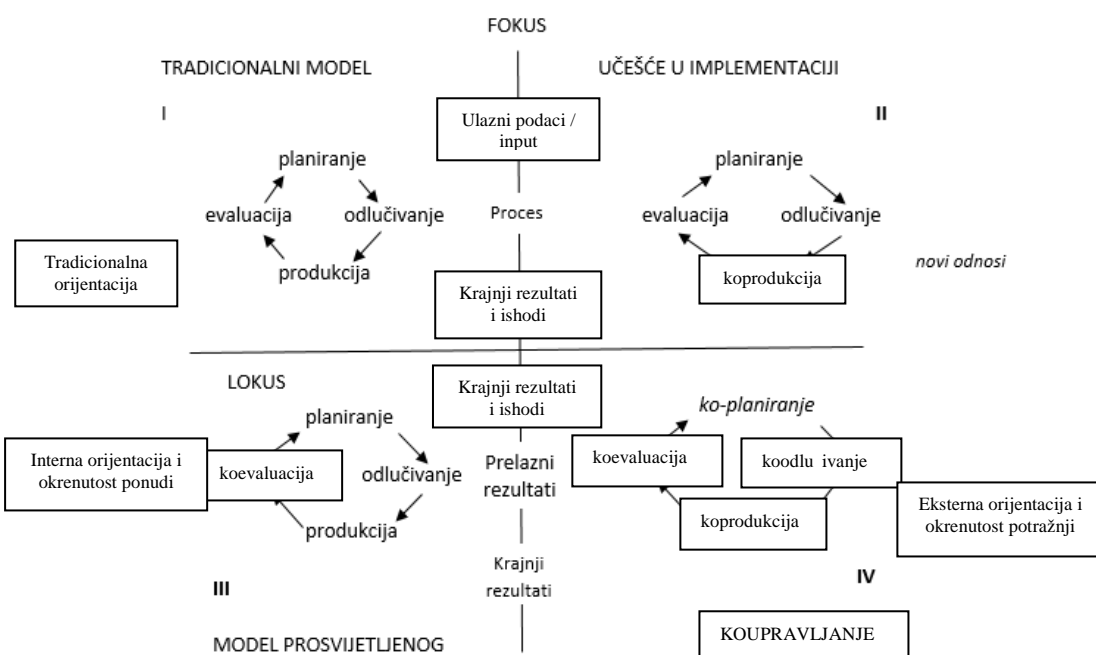 FOKUS
TRADICIONALNI MODEL
UČEŠĆE U IMPLEMENTACIJI
I
Ulazni podaci /
input
II
planiranje
evaluacija
odlučivanje
produkcija
Proces
planiranje
evaluacija
odlučivanje
koprodukcija
Tradicionalna
orijentacija
novi odnosi
Krajnji rezultati
i ishodi
LOKUS
Krajnji rezultati
i ishodi
planiranje
Interna orijentacija i
okrenutost ponudi
koevaluacija
odlučivanje
produkcija
Prelazni
rezultati
ko-planiranje
koevaluacija
koodlu ivanje
koprodukcija
Eksterna orijentacija i
okrenutost potražnji
Krajnji
rezultati
III
IV
MODEL PROSVIJETLJENOG
KOUPRAVLJANJE